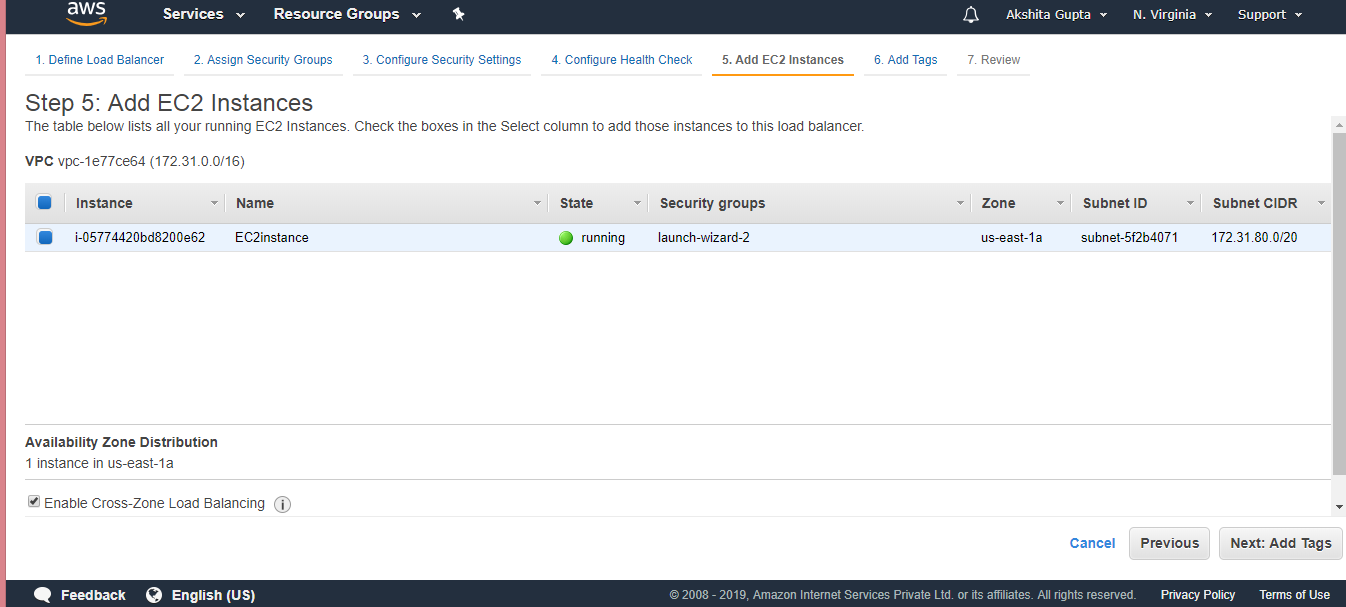 aws Services Resource Groups Akshita Gupta N. Virginia Support
1. Define Load Balancer 2. Assign Security Groups 3. Configure Security Settings 4. Configure Health Check 5. Add EC2 Instances 6. Add Tags 7. Review
Step 5: Add EC2 Instances
The table below lists all your running EC2 Instances. Check the boxes in the Select column to add those instances to this load balancer.
VPC vpc-1e77ce64 (172.31.0.0/16)
Instance Name State Security groups Zone Subnet ID Subnet CIDR
i-05774420bd8200e62 EC2instance running launch-wizard-2 us-east-1a subnet-5f2b4071 172.31.80.0/20
Availability Zone Distribution
1 instance in us-east-1a
Enable Cross-Zone Load Balancing i
Cancel Previous Next: Add Tags
Feedback English (US) © 2008 - 2019, Amazon Internet Services Private Ltd. or its affiliates. All rights reserved. Privacy Policy Terms of Use